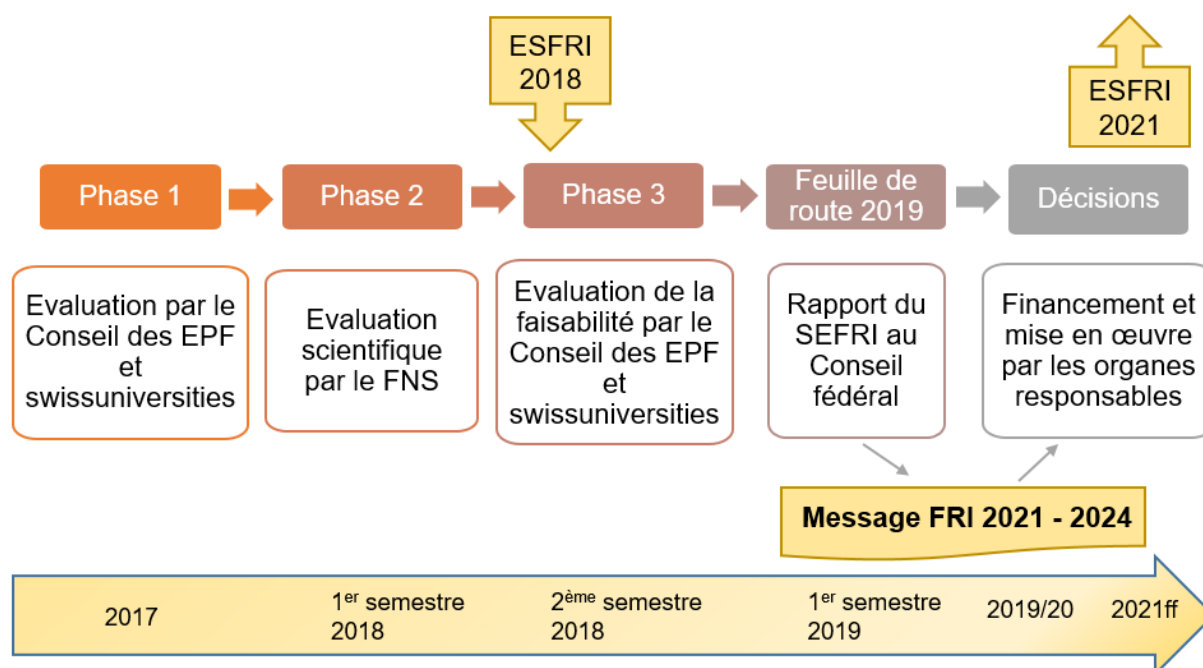 ESFRI
2018
ESFRI
2021
Phase 1
Phase 2
Phase 3
Feuille de
route 2019
Décisions
Evaluation par le
Conseil des EPF
et
swissuniversities
Evaluation
scientifique
par le FNS
Evaluation de la
faisabilité par le
Conseil des EPF
et
swissuniversities
Rapport du
SEFRI au
Conseil
fédéral
Financement et
mise en œuvre
par les organes
responsables
Message FRI 2021 - 2024
2017
1er semestre
2018
2ème semestre
2018
1er semestre
2019
2019/20
2021ff